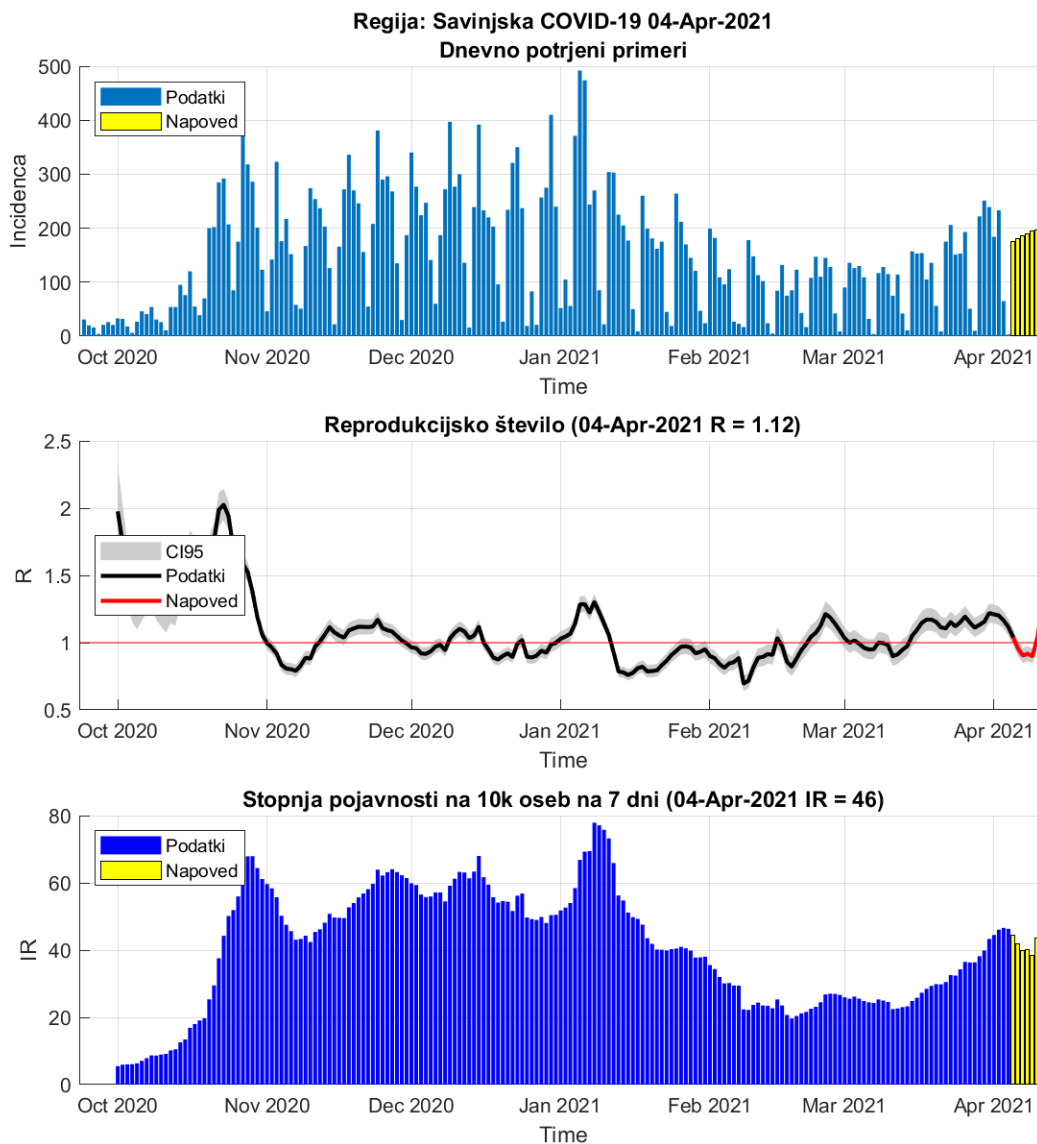 Regija: Savinjska COVID-19 04-Apr-2021
Dnevno potrjeni primeri
500
400
300
200
100
0
Incidenca
Podatki
Napoved
Oct 2020 Nov 2020 Dec 2020 Jan 2021 Feb 2021 Mar 2021 Apr 2021
Time
Reprodukcijsko število (04-Apr-2021 R = 1.12)
2.5
2
1.5
1
0.5
R
CI95
Podatki
Napoved
Oct 2020 Nov 2020 Dec 2020 Jan 2021 Feb 2021 Mar 2021 Apr 2021
Time
Stopnja pojavnosti na 10k oseb na 7 dni (04-Apr-2021 IR = 46)
80
60
40
20
0
IR
Podatki
Napoved
Oct 2020 Nov 2020 Dec 2020 Jan 2021 Feb 2021 Mar 2021 Apr 2021
Time